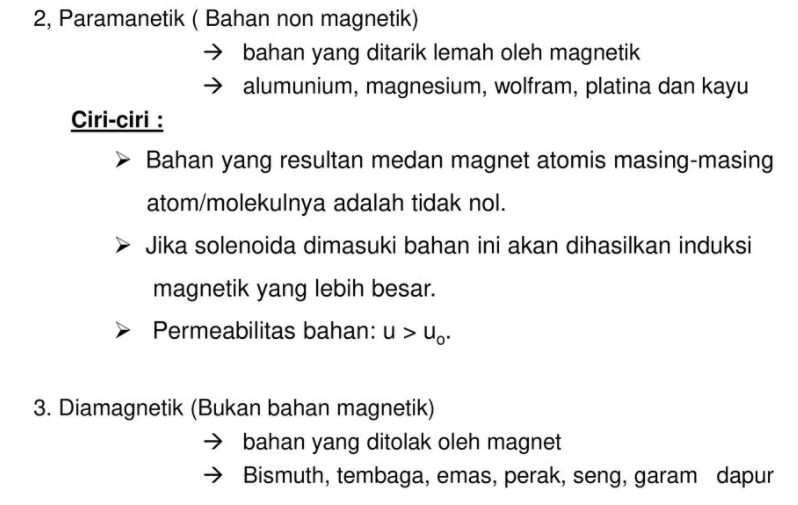 2, Paramanetik ( Bahan non magnetik)
→ bahan yang ditarik lemah oleh magnetik
→ alumunium, magnesium, wolfram, platina dan kayu
Ciri-ciri :
➢ Bahan yang resultan medan magnet atomis masing-masing
atom/molekulnya adalah tidak nol.
➢ Jika solenoida dimasuki bahan ini akan dihasilkan induksi
magnetik yang lebih besar.
➢ Permeabilitas bahan: u > uo.
3. Diamagnetik (Bukan bahan magnetik)
→ bahan yang ditolak oleh magnet
→ Bismuth, tembaga, emas, perak, seng, garam dapur